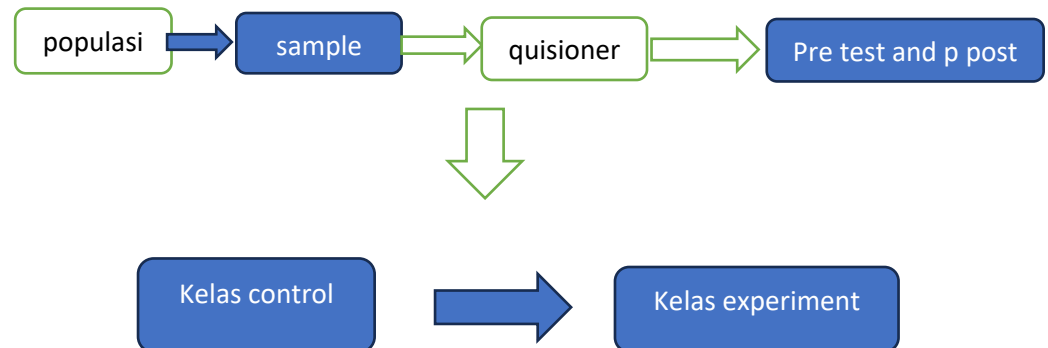 populasi
sample
quisioner
Pre test and p post
Kelas control
Kelas experiment